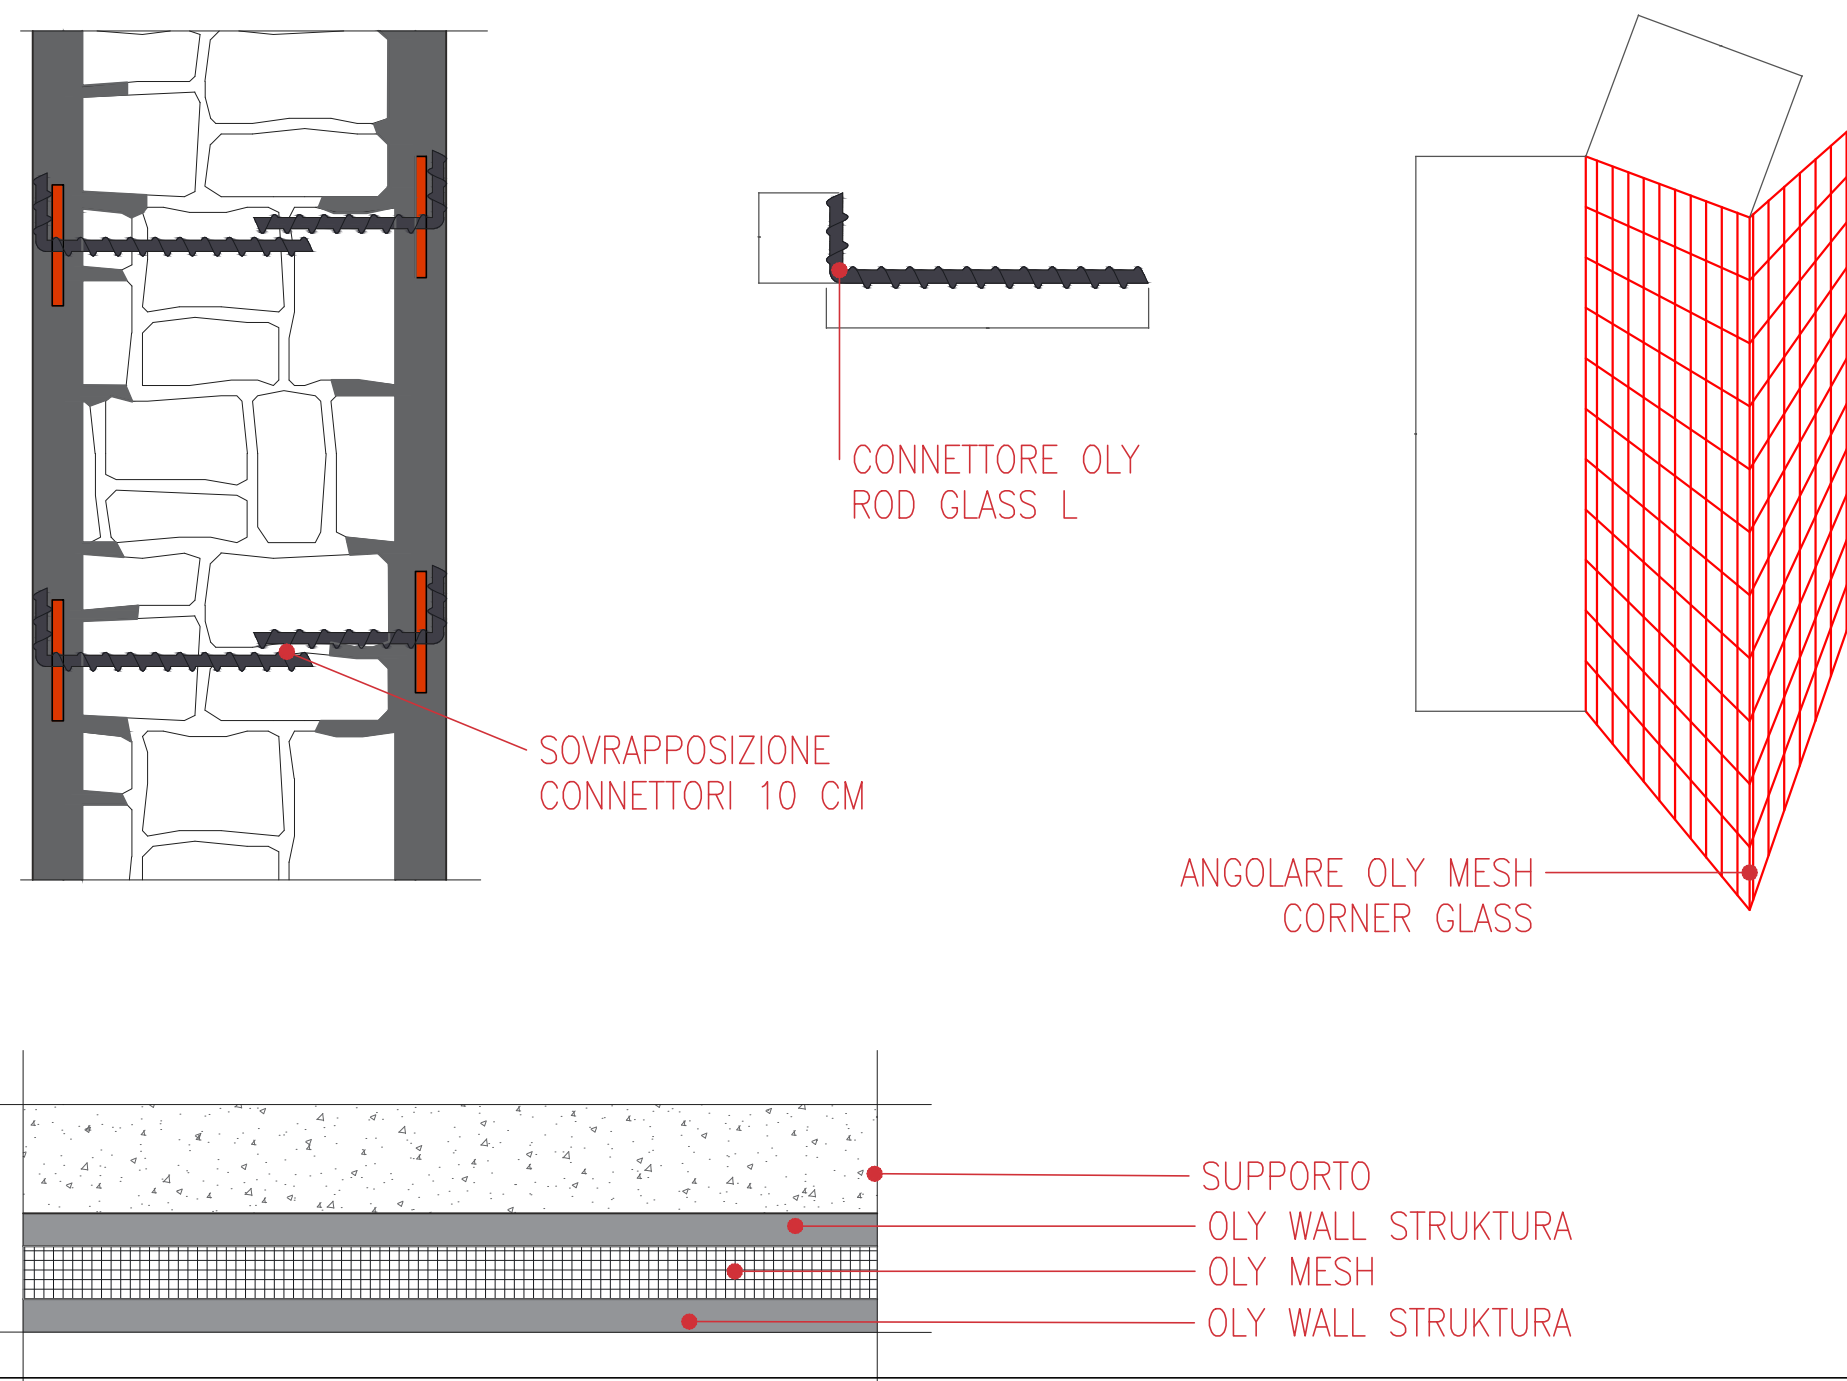 CONNETTORE OLY
ROD GLASS L
SOVRAPPOSIZIONE
CONNETTORI 10 CM
ANGOLARE OLY MESH
CORNER GLASS
SUPPORTO
OLY WALL STRUKTURA
OLY MESH
OLY WALL STRUKTURA